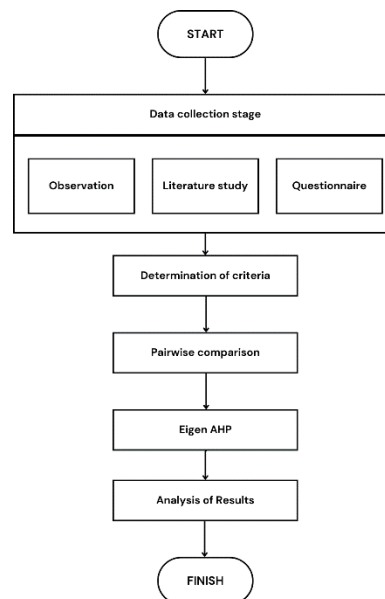 START
Data collection stage
Observation
Literature study
Questionnaire
Determination of criteria
Pairwise comparison
Eigen AHP
Analysis of Results
FINISH